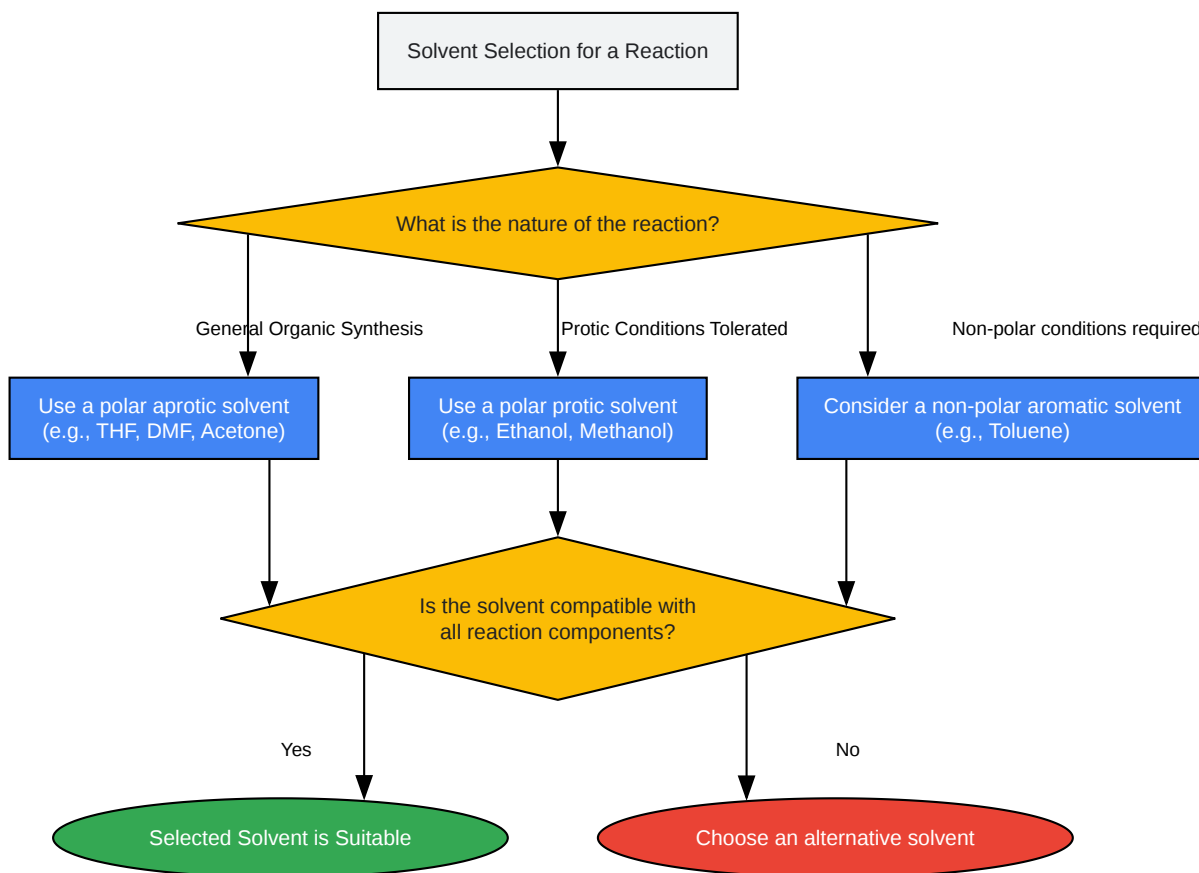 Solvent Selection for a Reaction
What is the nature of the reaction?
General Organic Synthesis
Protic Conditions Tolerated
Non-polar conditions required
Use a polar aprotic solvent
(e.g., THF, DMF, Acetone)
Use a polar protic solvent
(e.g., Ethanol, Methanol)
Consider a non-polar aromatic solvent
(e.g., Toluene)
Is the solvent compatible with
all reaction components?
Yes
No
Selected Solvent is Suitable
Choose an alternative solvent